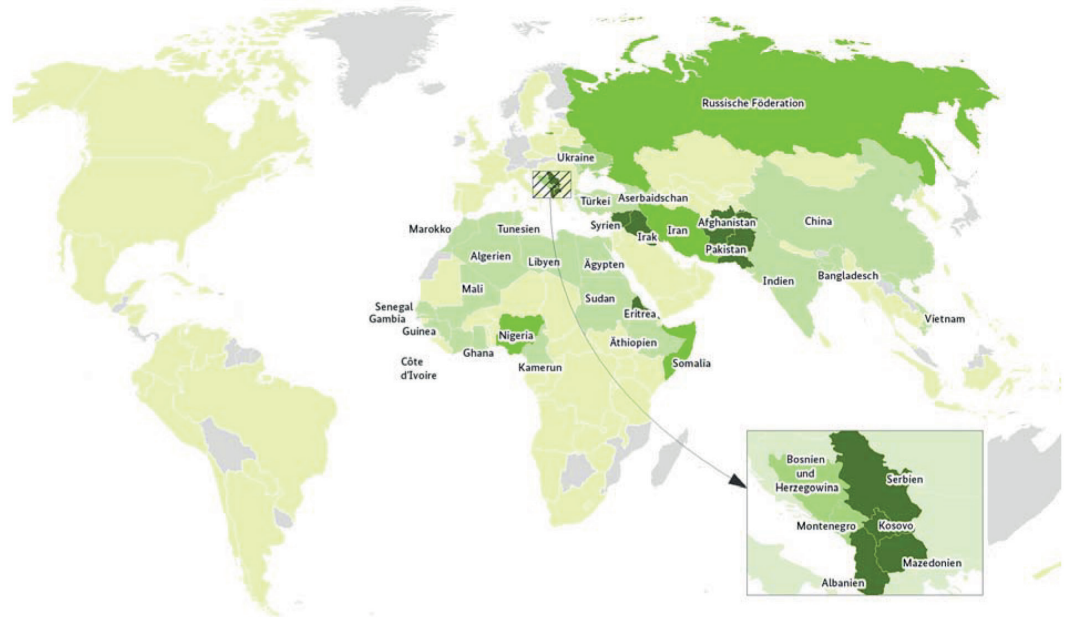 Russische Föderation
Ukraine
Türkei
Aserbaidschan
Syrien
Irak
Iran
Afghanistan
Pakistan
China
Indien
Bangladesch
Vietnam
Marokko
Tunesien
Algerien
Libyen
Ägypten
Mali
Sudan
Senegal
Gambia
Eritrea
Guinea
Nigeria
Äthiopien
Ghana
Côte
d'Ivoire
Kamerun
Somalia
Bosnien
und
Herzegowina
Serbien
Montenegro
Kosovo
Mazedonien
Albanien